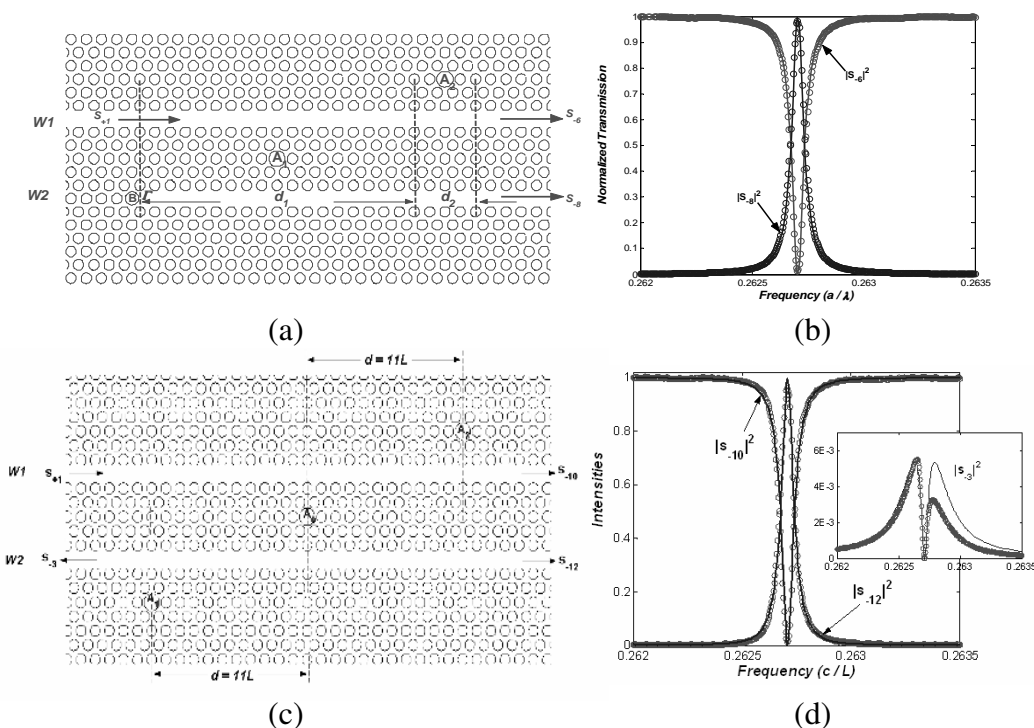 A₂
W1
S₊₁
S₋₆
A₁
W2
B
Γ
d₁
d₂
S₋₈
(a)
b)
Normalized Transmission
1
0.9
0.8
0.7
0.6
0.5
0.4
0.3
0.2
0.1
0
|s₋₆|²
|s₋₈|²
0.262
0.2625
0.263
0.2635
Frequency (a / λ)
(b)
d = 11L
W1
S₊₁
S₋₁₀
W2
S₋₃
S₋₁₂
d = 11L
(c)
d)
Intensities
1
0.8
0.6
0.4
0.2
0
|s₋₁₀|²
|s₋₁₂|²
6E-3
4E-3
2E-3
0
|s₋₃|²
0.262
0.2625
0.263
0.2635
0.262
0.2625
0.263
0.2635
Frequency (c / L)
(d)